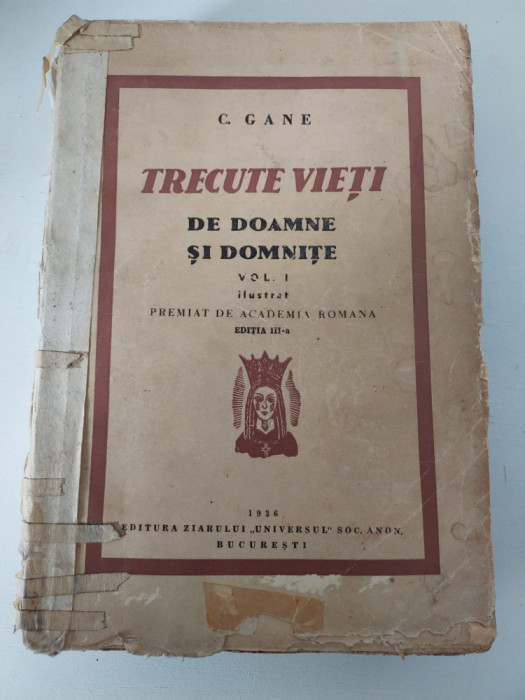 C. GANE
TRECUTE VIEȚI
DE DOAMNE
ȘI DOMNIȚE
VOL. I
ilustrat
PREMIAT DE ACADEMIA ROMANA
EDIȚIA III-a
1936
EDITURA ZIARULUI „UNIVERSUL" SOC. ANON.
BUCUREȘTI